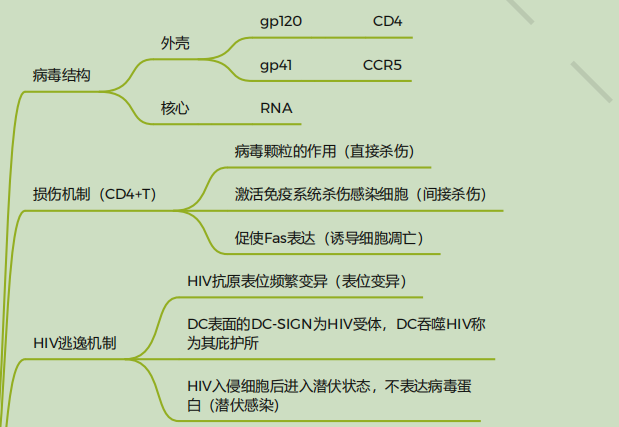 gp120 CD4
外壳
gp41 CCR5
病毒结构
核心 RNA
病毒颗粒的作用（直接杀伤）
损伤机制（CD4+T）
激活免疫系统杀伤感染细胞（间接杀伤）
促使Fas表达（诱导细胞凋亡）
HIV抗原表位频繁变异（表位变异）
HIV逃逸机制
DC表面的DC-SIGN为HIV受体，DC吞噬HIV称
为其庇护所
HIV入侵细胞后进入潜伏状态，不表达病毒蛋
白（潜伏感染）